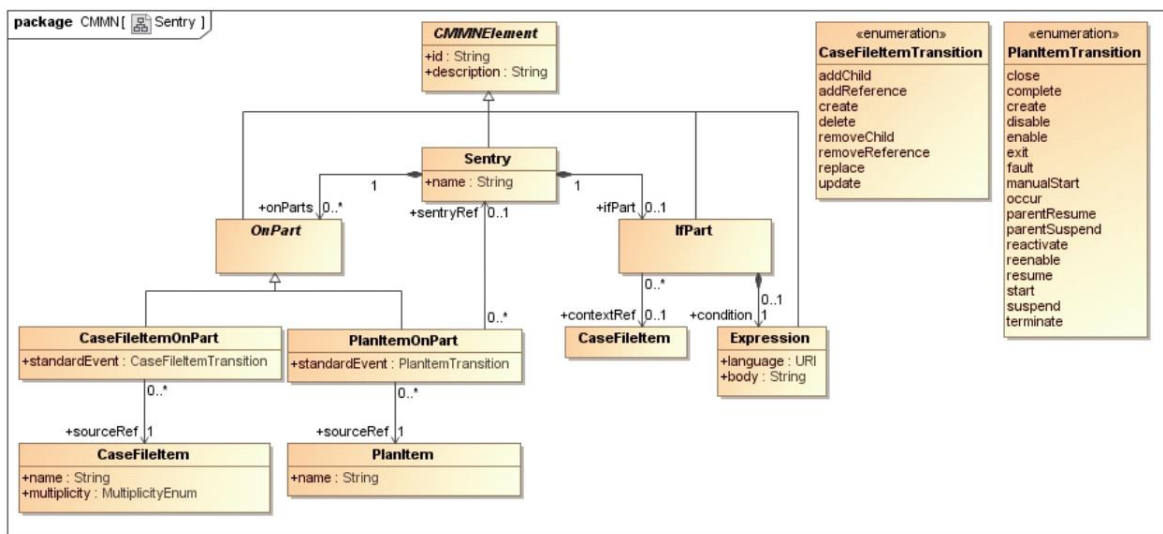 package CMMN[ Sentry ]
CMMNElement
+id : String
+description : String
Sentry
+name : String
1
1
+onParts
0..*
+sentryRef
0..1
+ifPart
0..1
OnPart
IfPart
0..*
0..1
+contextRef
0..1
+condition
1
CaseFileItemOnPart
+standardEvent : CaseFileItemTransition
PlanItemOnPart
+standardEvent : PlanItemTransition
0..*
CaseFileItem
Expression
+language : URI
+body : String
0..*
0..*
+sourceRef
1
+sourceRef
1
CaseFileItem
+name : String
+multiplicity : MultiplicityEnum
PlanItem
+name : String
«enumeration»
CaseFileItemTransition
addChild
addReference
create
delete
removeChild
removeReference
replace
update
«enumeration»
PlanItemTransition
close
complete
create
disable
enable
exit
fault
manualStart
occur
parentResume
parentSuspend
reactivate
reenable
resume
start
suspend
terminate